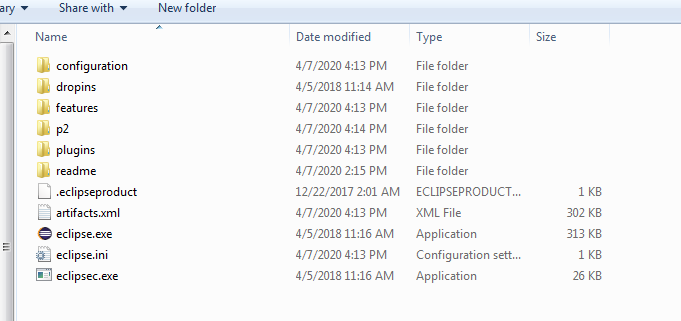 ary Share with New folder
Name Date modified Type Size
configuration 4/7/2020 4:13 PM File folder
dropins 4/5/2018 11:14 AM File folder
features 4/7/2020 4:13 PM File folder
p2 4/7/2020 4:14 PM File folder
plugins 4/7/2020 4:13 PM File folder
readme 4/7/2020 2:15 PM File folder
.eclipseproduct 12/22/2017 2:01 AM ECLIPSEPRODUCT... 1 KB
artifacts.xml 4/7/2020 4:13 PM XML File 302 KB
eclipse.exe 4/5/2018 11:16 AM Application 313 KB
eclipse.ini 4/7/2020 4:13 PM Configuration sett... 1 KB
eclipsec.exe 4/5/2018 11:16 AM Application 26 KB